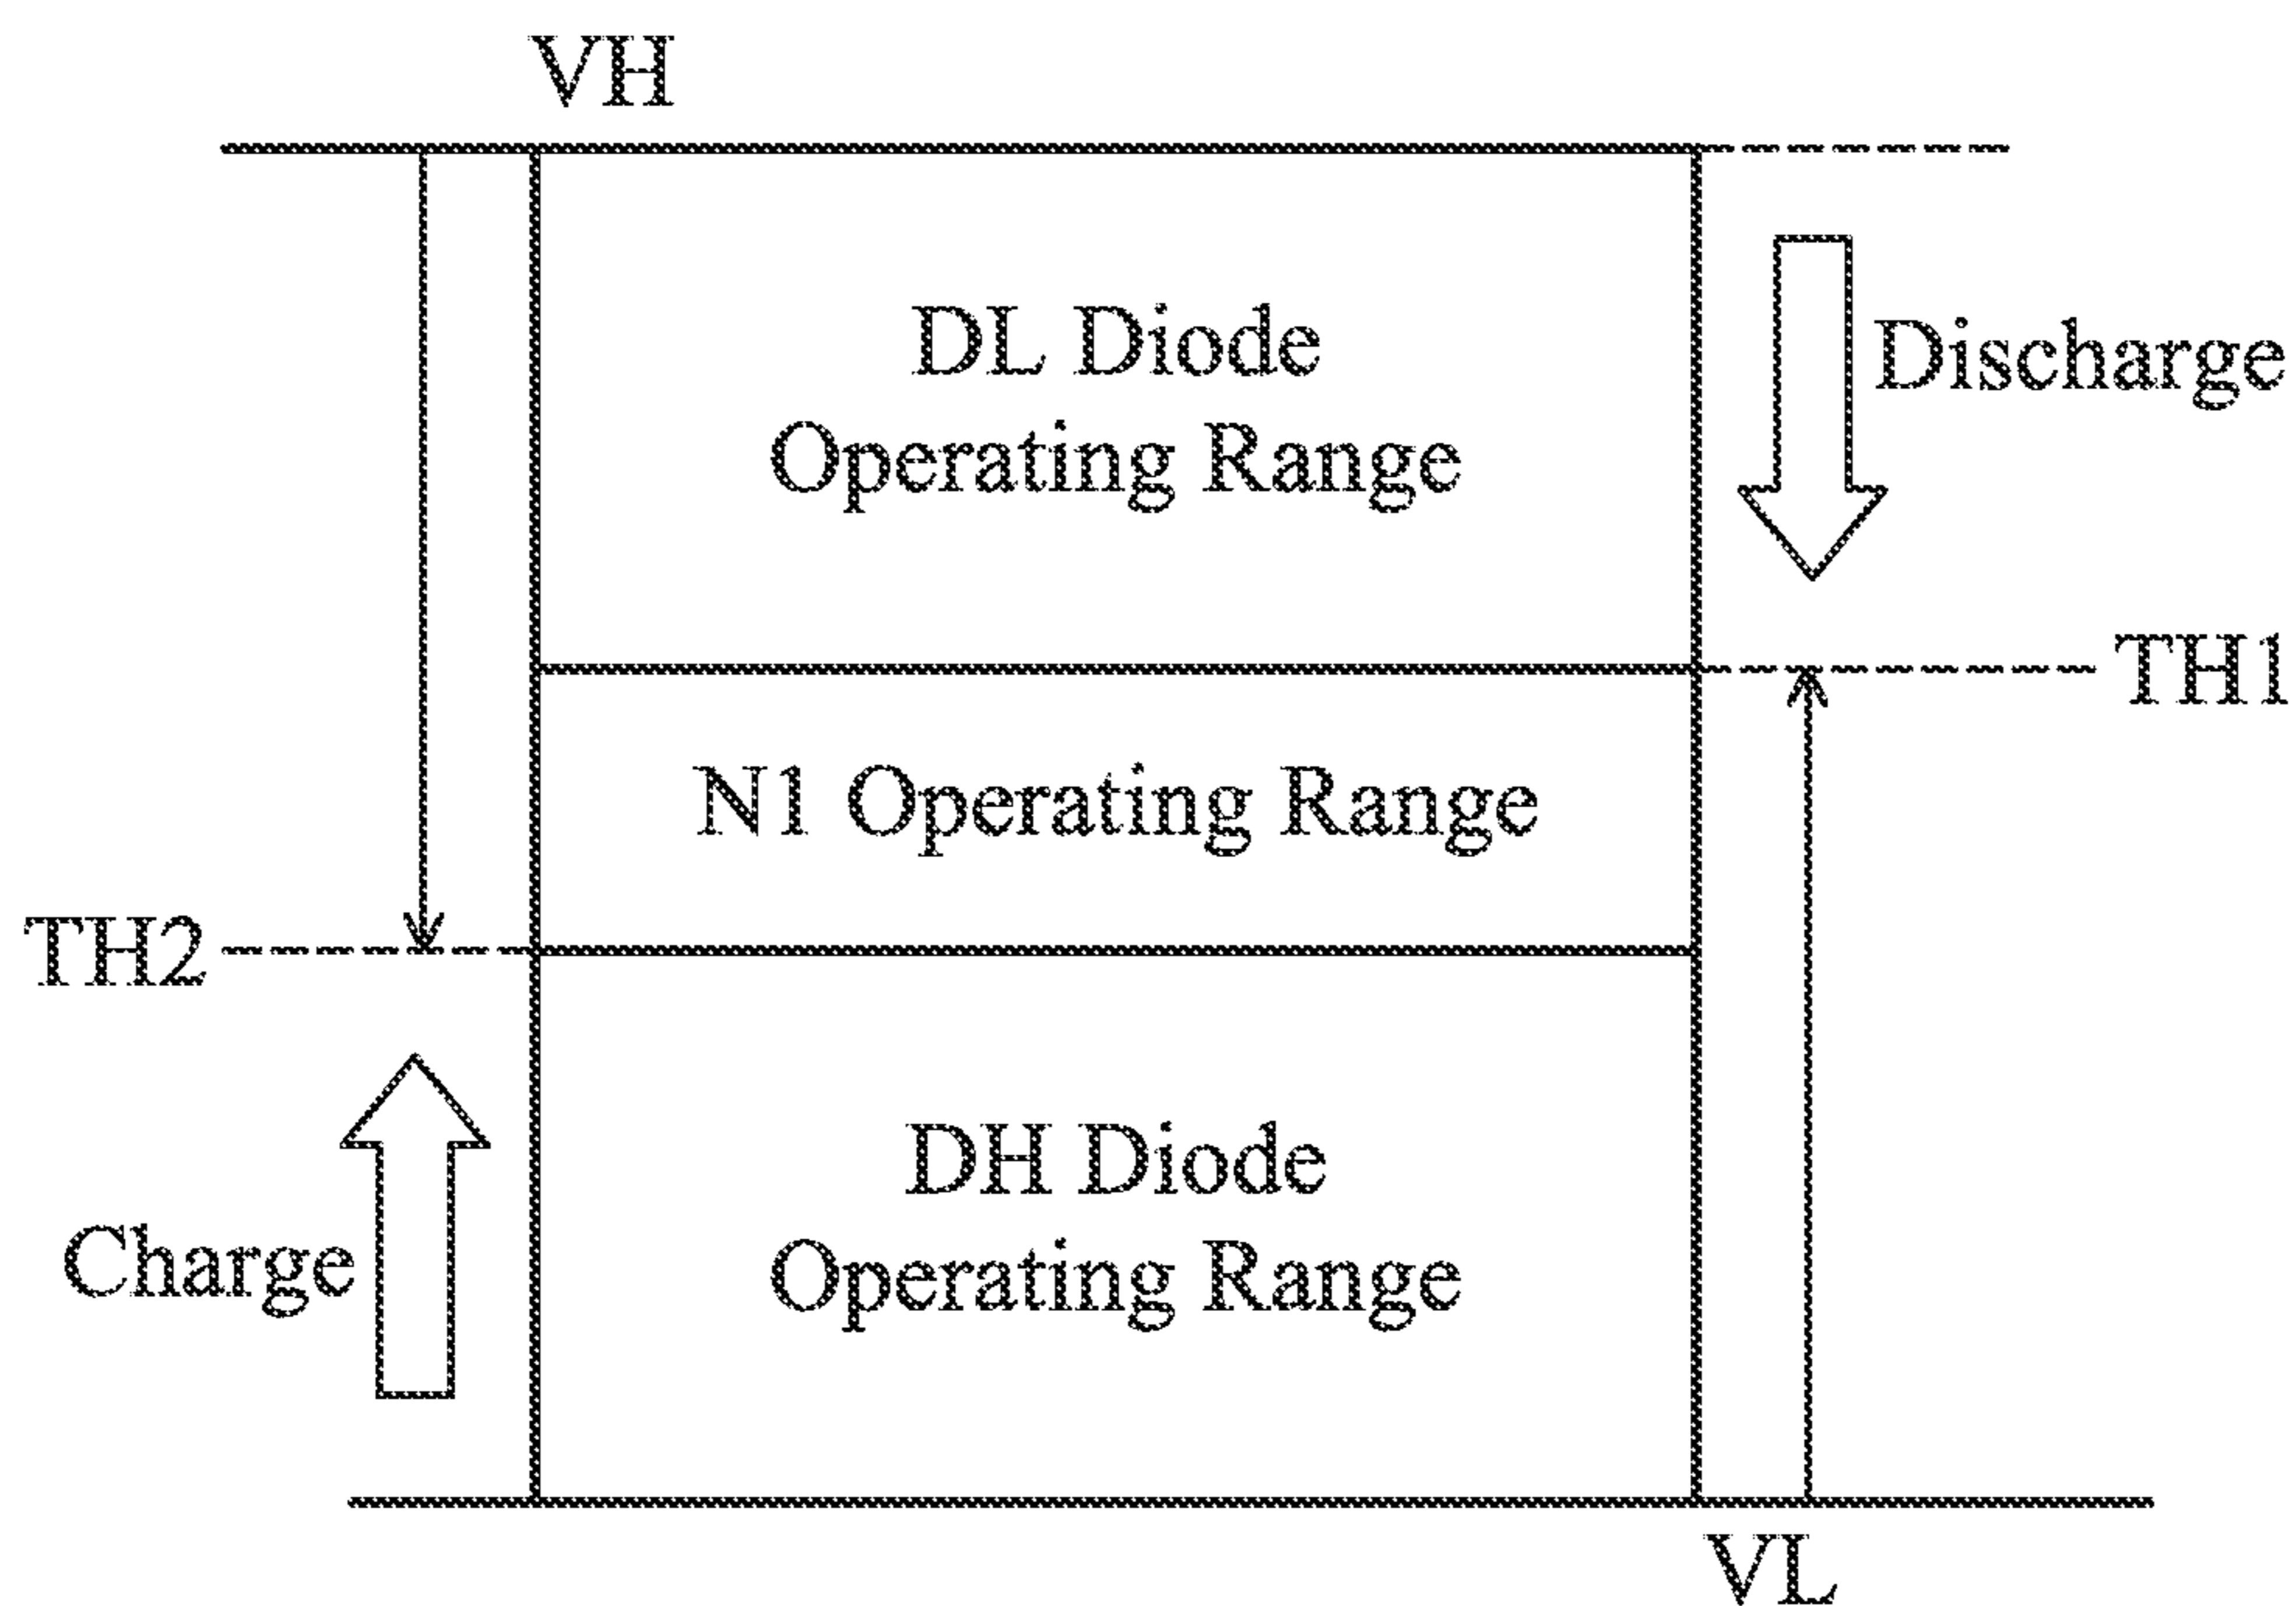 VH
DL Diode
Operating Range
Discharge
TH1
N1 Operating Range
TH2
DH Diode
Operating Range
Charge
VL